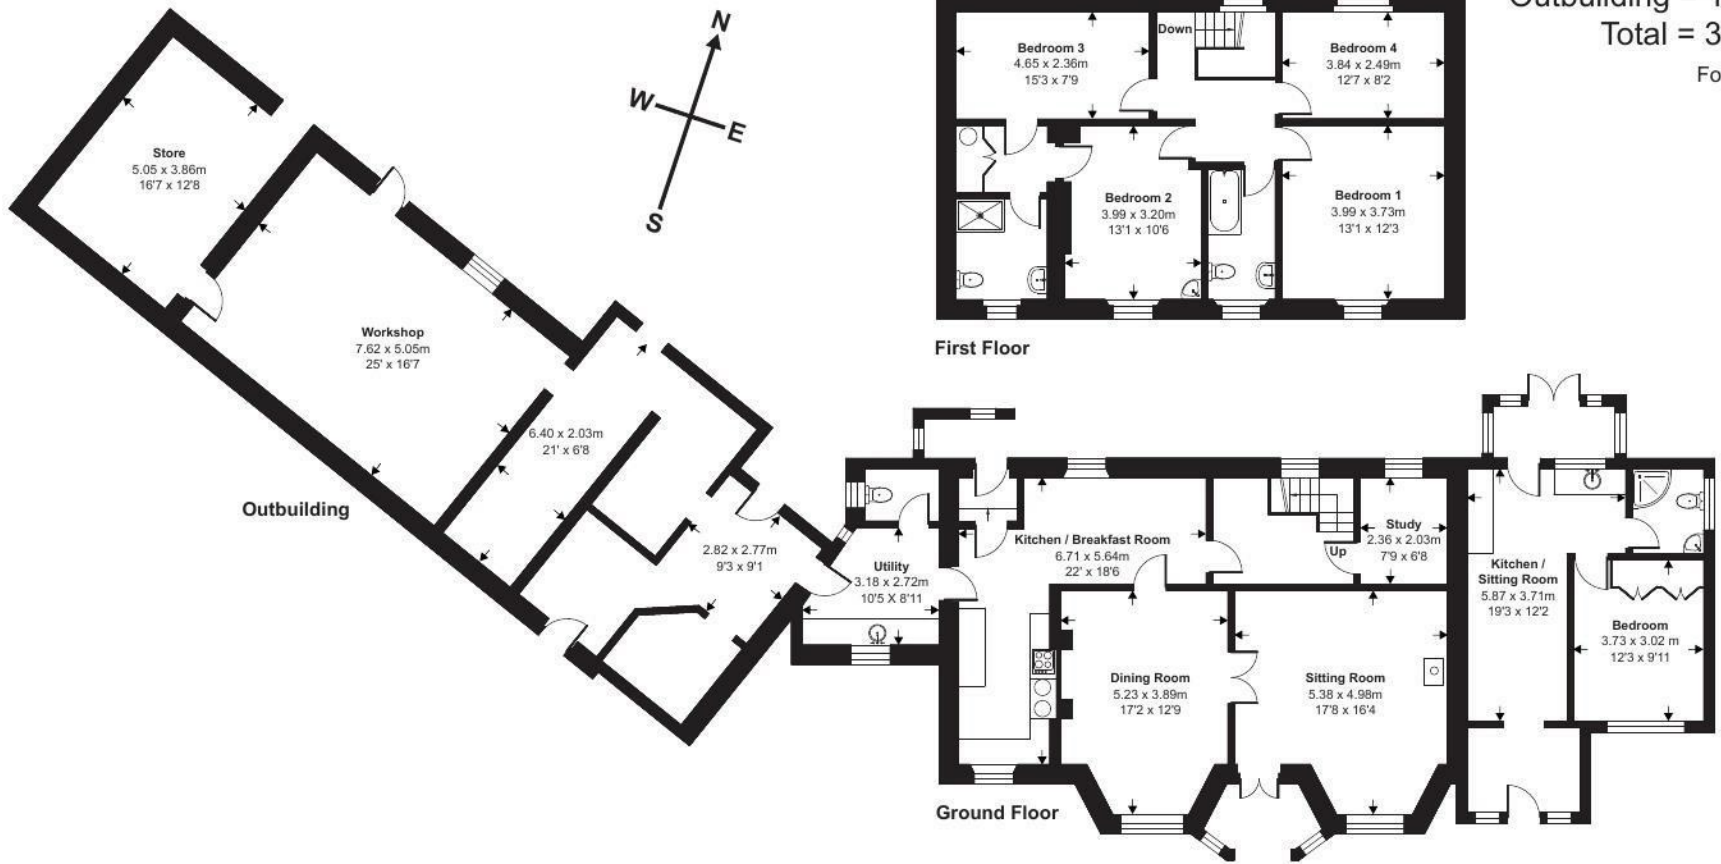 Total = 3
Fo
N
W
E
S
Down
Bedroom 3
4.65 x 2.36m
15'3 x 7'9
Bedroom 4
3.84 x 2.49m
12'7 x 8'2
Bedroom 2
3.99 x 3.20m
13'1 x 10'6
Bedroom 1
3.99 x 3.73m
13'1 x 12'3
First Floor
Store
5.05 x 3.86m
16'7 x 12'8
Workshop
7.62 x 5.05m
25' x 16'7
6.40 x 2.03m
21' x 6'8
Outbuilding
2.82 x 2.77m
9'3 x 9'1
Utility
3.18 x 2.72m
10'5 X 8'11
Kitchen / Breakfast Room
6.71 x 5.64m
22' x 18'6
Up
Study
2.36 x 2.03m
7'9 x 6'8
Kitchen /
Sitting Room
5.87 x 3.71m
19'3 x 12'2
Bedroom
3.73 x 3.02 m
12'3 x 9'11
Dining Room
5.23 x 3.89m
17'2 x 12'9
Sitting Room
5.38 x 4.98m
17'8 x 16'4
Ground Floor